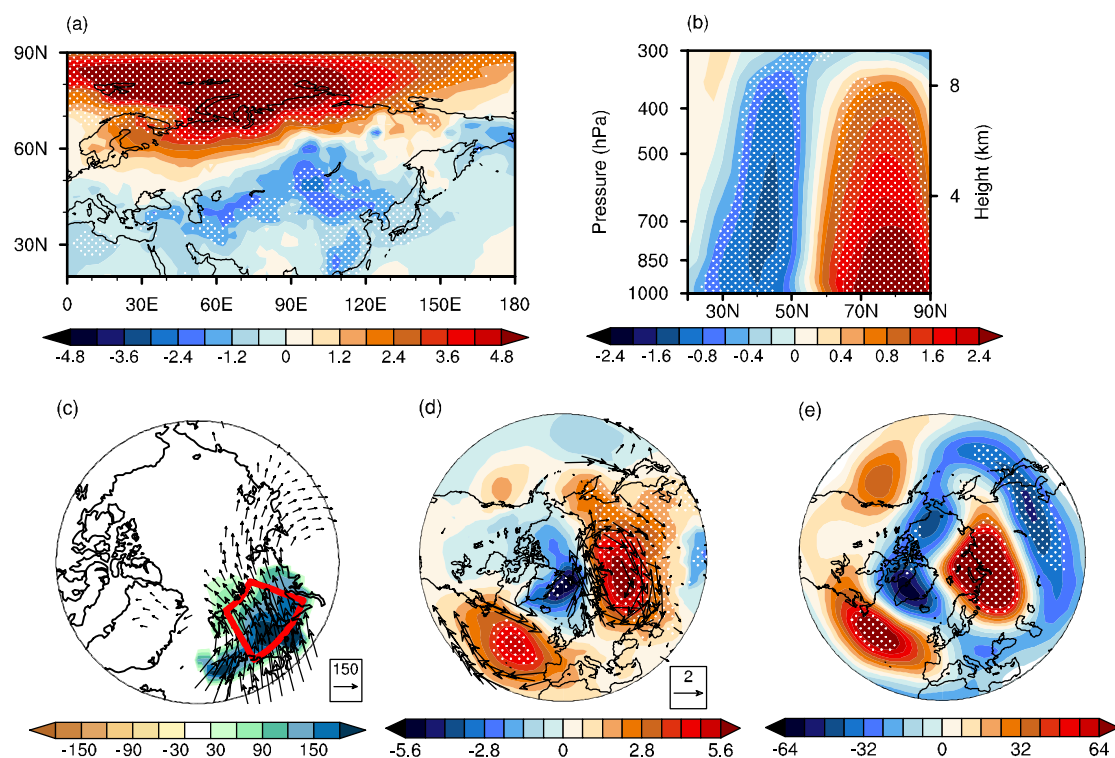 (a)
90N
60N
30N
0 30E 60E 90E 120E 150E 180
-4.8 -3.6 -2.4 -1.2 0 1.2 2.4 3.6 4.8
(b)
300
400
500
700
850
1000
Pressure (hPa)
8
4
Height (km)
30N 50N 70N 90N
-2.4 -1.6 -0.8 -0.4 0 0.4 0.8 1.6 2.4
(c)
150
-150 -90 -30 30 90 150
(d)
2
-5.6 -2.8 0 2.8 5.6
(e)
-64 -32 0 32 64